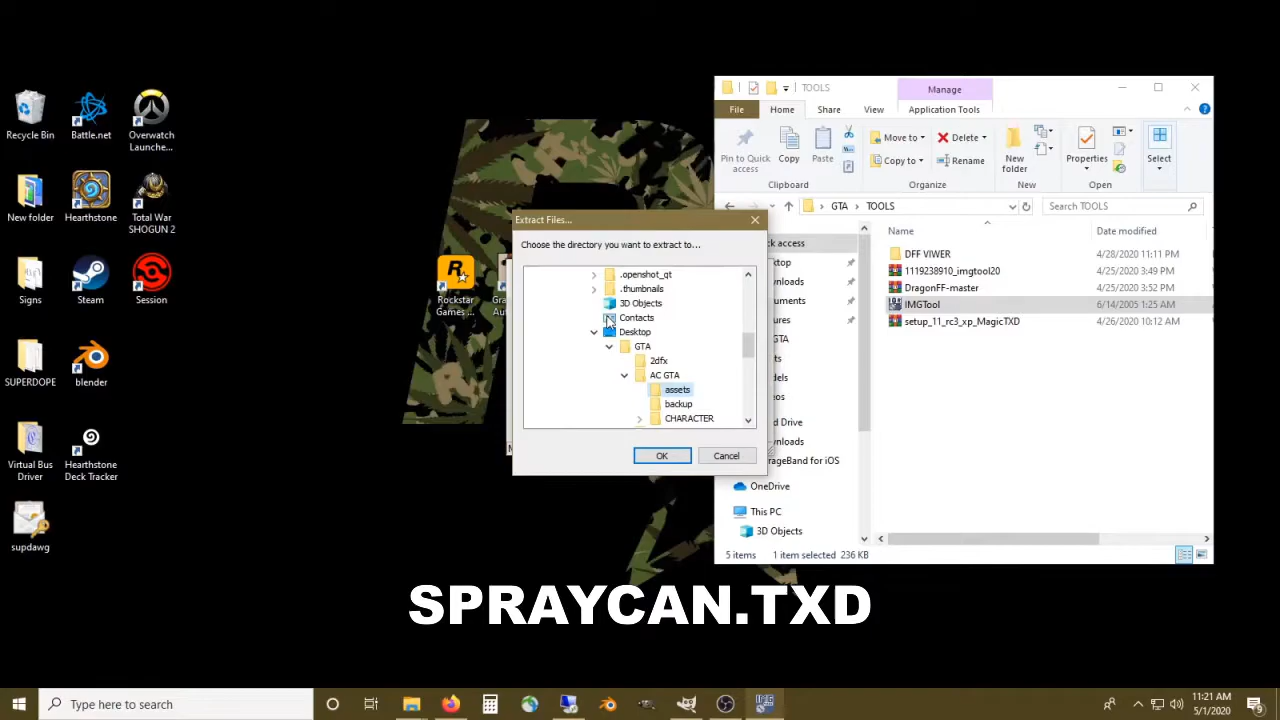 Recycle Bin
Battle.net
Overwatch
Launche...
New folder
Hearthstone
Total War
SHOGUN 2
Signs
Steam
Session
SUPERDOPE
blender
Virtual Bus
Driver
Hearthstone
Deck Tracker
supdawg
Rockstar
Games ...
Extract Files...
Choose the directory you want to extract to...
.openshot_qt
.thumbnails
3D Objects
Contacts
Desktop
GTA
2dfx
AC GTA
assets
backup
CHARACTER
OK
Cancel
TOOLS
Manage
File
Home
Share
View
Application Tools
Pin to Quick
access
Copy
Paste
Move to
Copy to
Delete
Rename
New
folder
Properties
Select
Clipboard
Organize
New
Open
GTA
TOOLS
Search TOOLS
Name
Date modified
DFF VIWER
4/28/2020 11:11 PM
1119238910_imgtool20
4/25/2020 3:49 PM
DragonFF-master
4/25/2020 3:52 PM
IMGTool
6/14/2005 1:25 AM
setup_11_rc3_xp_MagicTXD
4/26/2020 10:12 AM
OneDrive
This PC
3D Objects
5 items
1 item selected 236 KB
SPRAYCAN.TXD
Type here to search
11:21 AM
5/1/2020